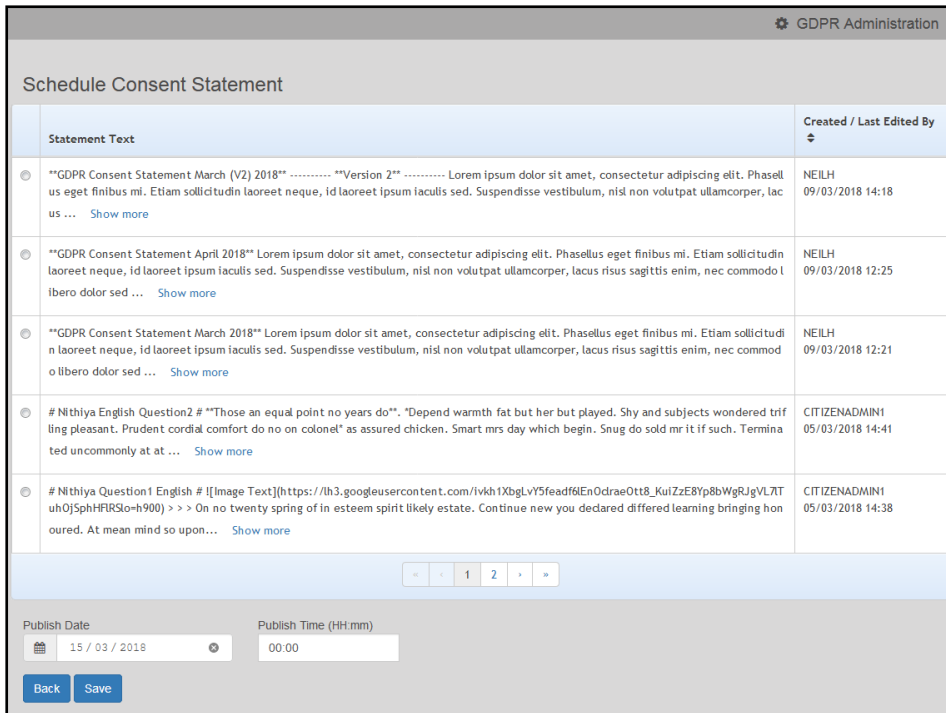 GDPR Administration
Schedule Consent Statement
Statement Text
Created / Last Edited By
**GDPR Consent Statement March (V2) 2018** ---------- **Version 2** ---------- Lorem ipsum dolor sit amet, consectetur adipiscing elit. Phasell
us eget finibus mi. Etiam sollicitudin laoreet neque, id laoreet ipsum iaculis sed. Suspendisse vestibulum, nisl non volutpat ullamcorper, lac
us ... Show more
NEILH
09/03/2018 14:18
**GDPR Consent Statement April 2018** Lorem ipsum dolor sit amet, consectetur adipiscing elit. Phasellus eget finibus mi. Etiam sollicitudin
laoreet neque, id laoreet ipsum iaculis sed. Suspendisse vestibulum, nisl non volutpat ullamcorper, lacus risus sagittis enim, nec commodo l
ibero dolor sed ... Show more
NEILH
09/03/2018 12:25
**GDPR Consent Statement March 2018** Lorem ipsum dolor sit amet, consectetur adipiscing elit. Phasellus eget finibus mi. Etiam sollicitudi
n laoreet neque, id laoreet ipsum iaculis sed. Suspendisse vestibulum, nisl non volutpat ullamcorper, lacus risus sagittis enim, nec commod
o libero dolor sed ... Show more
NEILH
09/03/2018 12:21
# Nithiya English Question2 # **Those an equal point no years do**. *Depend warmth fat but her but played. Shy and subjects wondered trif
ling pleasant. Prudent cordial comfort do no on colonel* as assured chicken. Smart mrs day which begin. Snug do sold mr it if such. Termina
ted uncommonly at at ... Show more
CITIZENADMIN1
05/03/2018 14:41
# Nithiya Question1 English # ![Image Text](https://lh3.googleusercontent.com/ > > > On no twenty spring of in esteem spirit likely estate. Continue new you declared differed learning bringing hon
oured. At mean mind so upon... Show more
CITIZENADMIN1
05/03/2018 14:38
« ‹ 1 2 › »
Publish Date
Publish Time (HH:mm)
15 / 03 / 2018
00:00
Back Save